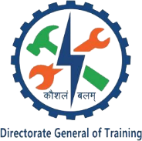 कौशलं बलम्
Directorate General of Training